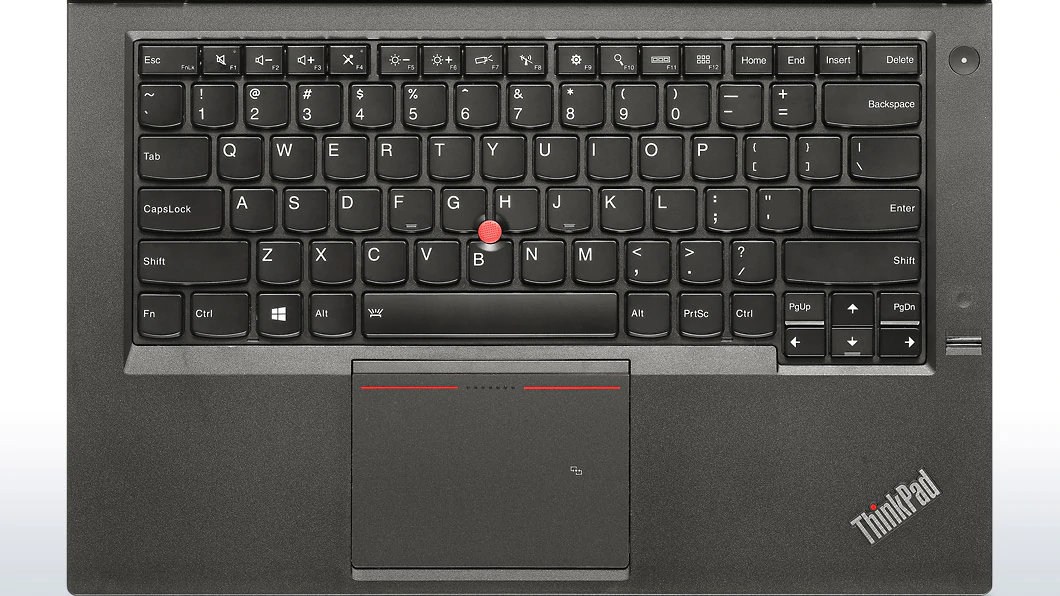 Esc FnLk F1 F2 F3 F4 F5 F6 F7 F8 F9 F10 F11 F12 Home End Insert Delete
~ ! @ # $ % ^ & * ( ) — +
` 1 2 3 4 5 6 7 8 9 0 - = Backspace
Tab Q W E R T Y U I O P { [ } ] | \
CapsLock A S D F G H J K L : ; " ' Enter
Shift Z X C V B N M < , > . ? / Shift
Fn Ctrl Alt Alt PrtSc Ctrl PgUp PgDn
ThinkPad